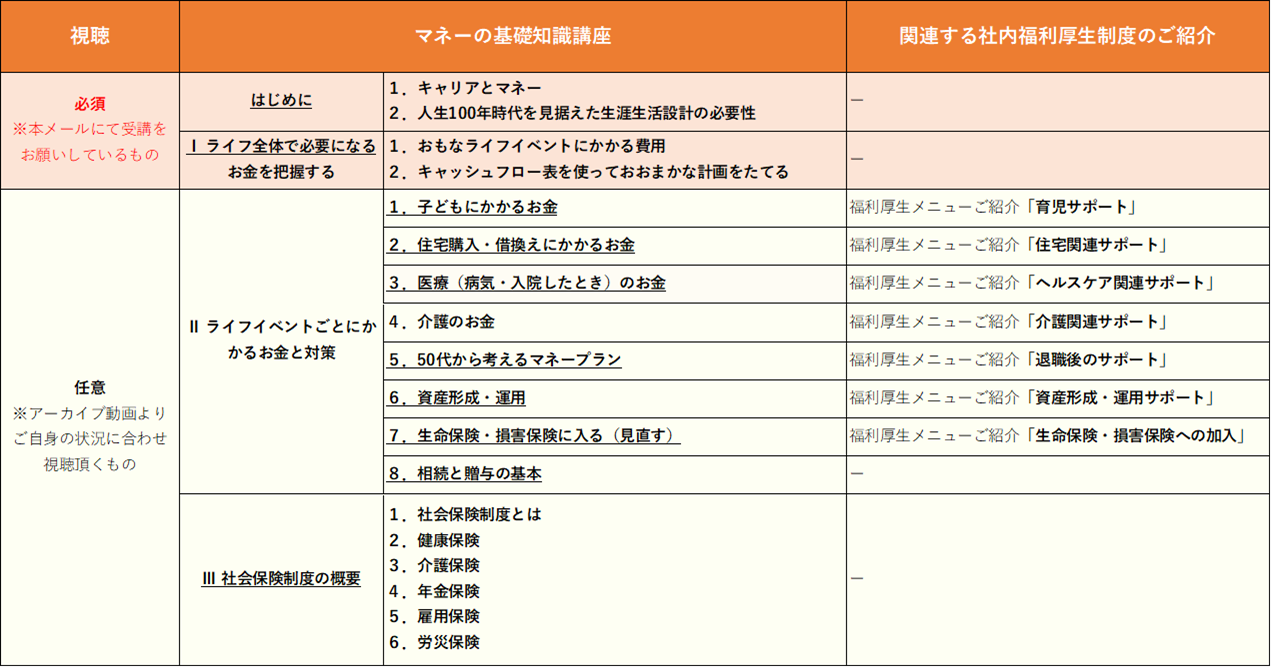 視聴
マネーの基礎知識講座
関連する社内福利厚生制度のご紹介
必須
※本メールにて受講を
お願いしているもの
はじめに
1．キャリアとマネー
2．人生100年時代を見据えた生涯生活設計の必要性
―
Ⅰ ライフ全体で必要になる
お金を把握する
1．おもなライフイベントにかかる費用
2．キャッシュフロー表を使っておおまかな計画をたてる
―
任意
※アーカイブ動画より
ご自身の状況に合わせ
視聴頂くもの
Ⅱ ライフイベントごとにか
かるお金と対策
1．子どもにかかるお金
福利厚生メニューご紹介「育児サポート」
2．住宅購入・借換えにかかるお金
福利厚生メニューご紹介「住宅関連サポート」
3．医療（病気・入院したとき）のお金
福利厚生メニューご紹介「ヘルスケア関連サポート」
4．介護のお金
福利厚生メニューご紹介「介護関連サポート」
5．50代から考えるマネープラン
福利厚生メニューご紹介「退職後のサポート」
6．資産形成・運用
福利厚生メニューご紹介「資産形成・運用サポート」
7．生命保険・損害保険に入る（見直す）
福利厚生メニューご紹介「生命保険・損害保険への加入」
8．相続と贈与の基本
―
Ⅲ 社会保険制度の概要
1．社会保険制度とは
2．健康保険
3．介護保険
4．年金保険
5．雇用保険
6．労災保険
―